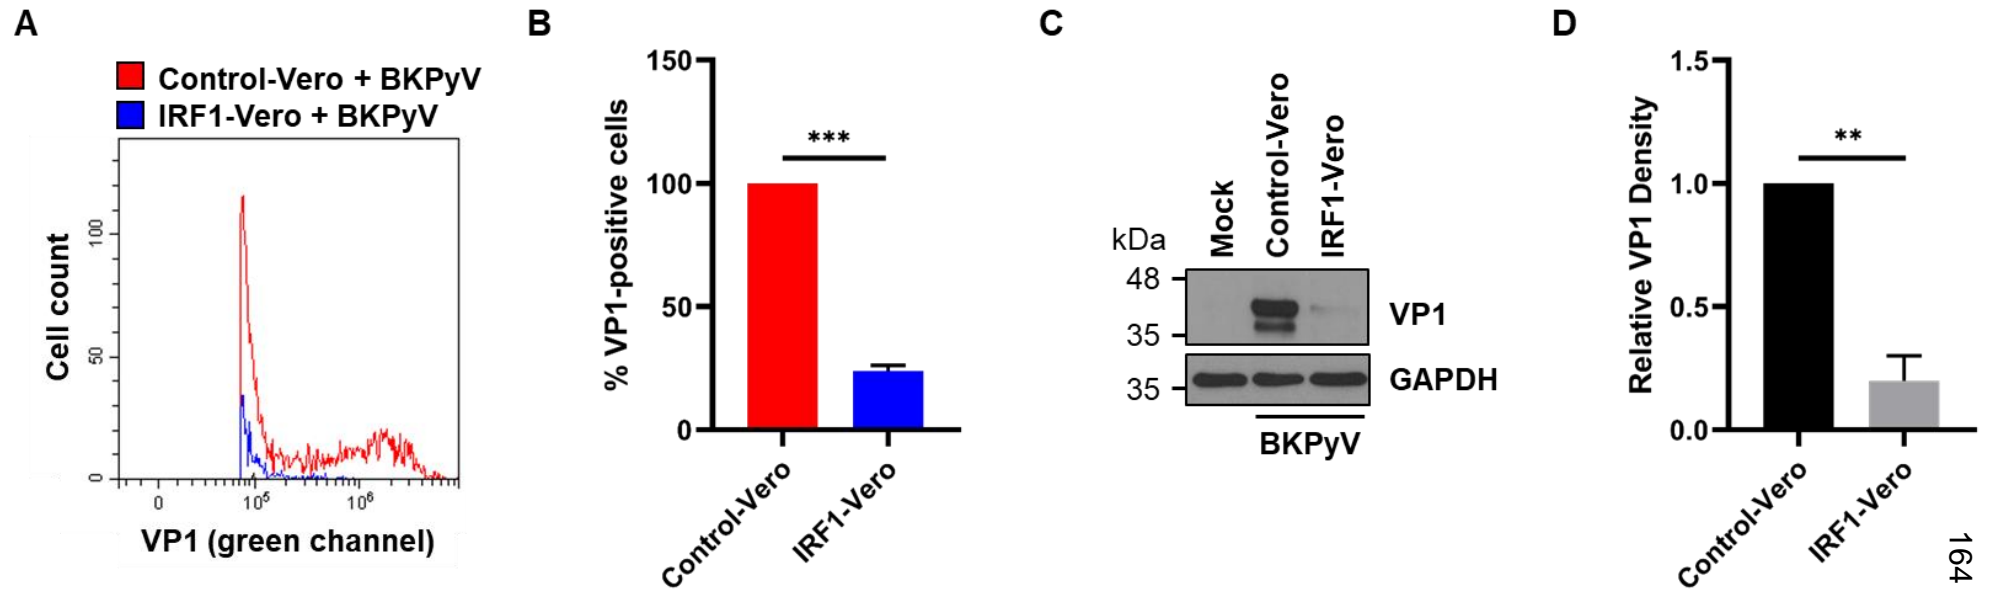 A
Control-Vero + BKPyV
IRF1-Vero + BKPyV
Cell count
100
50
0
0
10⁵
10⁶
VP1 (green channel)
B
% VP1-positive cells
150
100
50
0
***
Control-Vero
IRF1-Vero
C
kDa
Mock
Control-Vero
IRF1-Vero
48
35
VP1
35
GAPDH
BKPyV
D
Relative VP1 Density
1.5
1.0
0.5
0.0
**
Control-Vero
IRF1-Vero
164